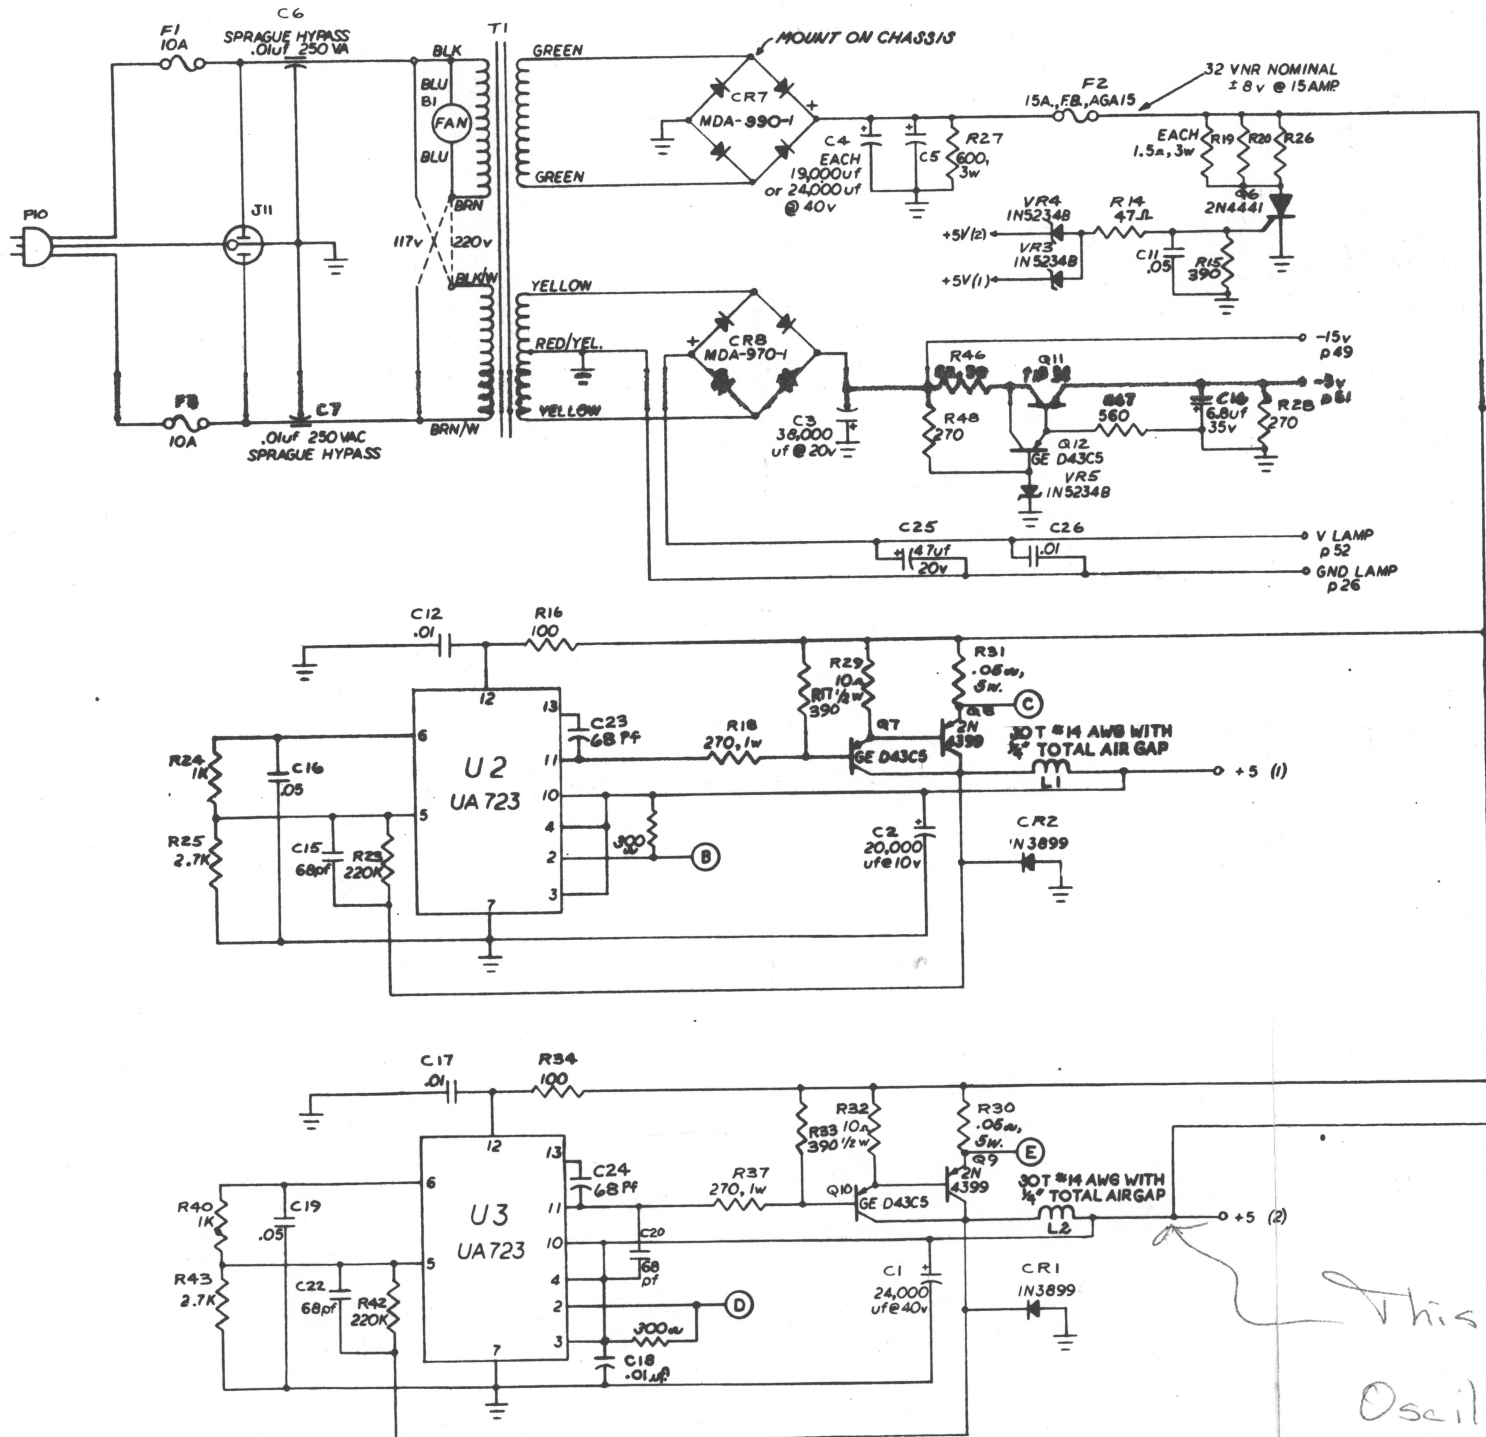 C6
SPRAGUE HYPASS
.01uf 250 VA
F1
10A
T1
BLK
BLU
B1
FAN
BLU
BRN
GREEN
GREEN
MOUNT ON CHASSIS
CR7
MDA-990-1
+
C4
EACH
19,000uf
or 24,000uf
@ 40v
C5
R27
600,
3w
F2
15A., F.B., AGA15
32 VNR NOMINAL
± 8v @ 15AMP
EACH
1.5Ω, 3w
R19
R20
R26
Q6
2N4441
VR4
1N5234B
R14
47Ω
+5V(2)
VR3
1N5234B
+5V(1)
C11
.05
R15
390
P10
J11
117v
220v
BLK/W
YELLOW
RED/YEL.
YELLOW
BRN/W
10A
C7
.01uf 250VAC
SPRAGUE HYPASS
+
CR8
MDA-970-1
C3
38,000
uf @ 20v
R46
Q11
R48
270
560
Q12
GE D43C5
VR5
1N5234B
6.8uf
35v
R28
270
-15v
p49
C25
47uf
20v
C26
.01
V LAMP
p52
GND LAMP
p26
C12
.01
R16
100
12
13
C23
68 Pf
11
R18
270, 1w
R17
390
R29
10Ω
1/2w
Q7
GE D43C5
R31
.05Ω,
5w.
C
2N
4399
30T #14 AWG WITH
1/4" TOTAL AIR GAP
L1
+5 (1)
6
U2
UA723
R24
1K
C16
.05
5
R25
2.7K
C15
68pf
R23
220K
10
4
2
3
7
300
Ω
B
C2
20,000
uf@10v
CR2
1N3899
C17
.01
R34
100
12
13
C24
68 Pf
11
R37
270, 1w
R33
390
R32
10Ω
1/2w
Q10
GE D43C5
R30
.05Ω,
5w.
Q9
2N
4399
E
30T #14 AWG WITH
1/4" TOTAL AIR GAP
L2
+5 (2)
6
U3
UA723
R40
1K
C19
.05
5
R43
2.7K
C22
68pf
R42
220K
10
4
2
3
7
C20
68
pf
D
300Ω
C18
.01uf
C1
24,000
uf@40v
CR1
1N3899
This
Oscil